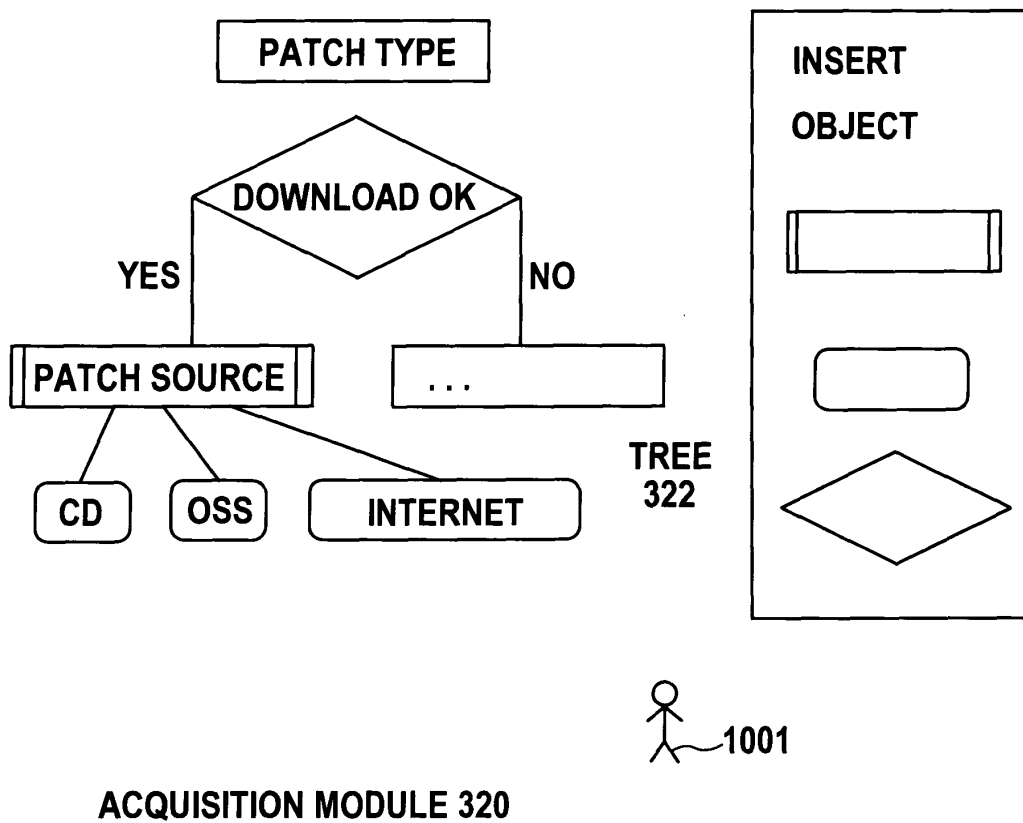 PATCH TYPE
DOWNLOAD OK
YES
NO
PATCH SOURCE
...
CD
OSS
INTERNET
TREE
322
INSERT
OBJECT
1001
ACQUISITION MODULE 320